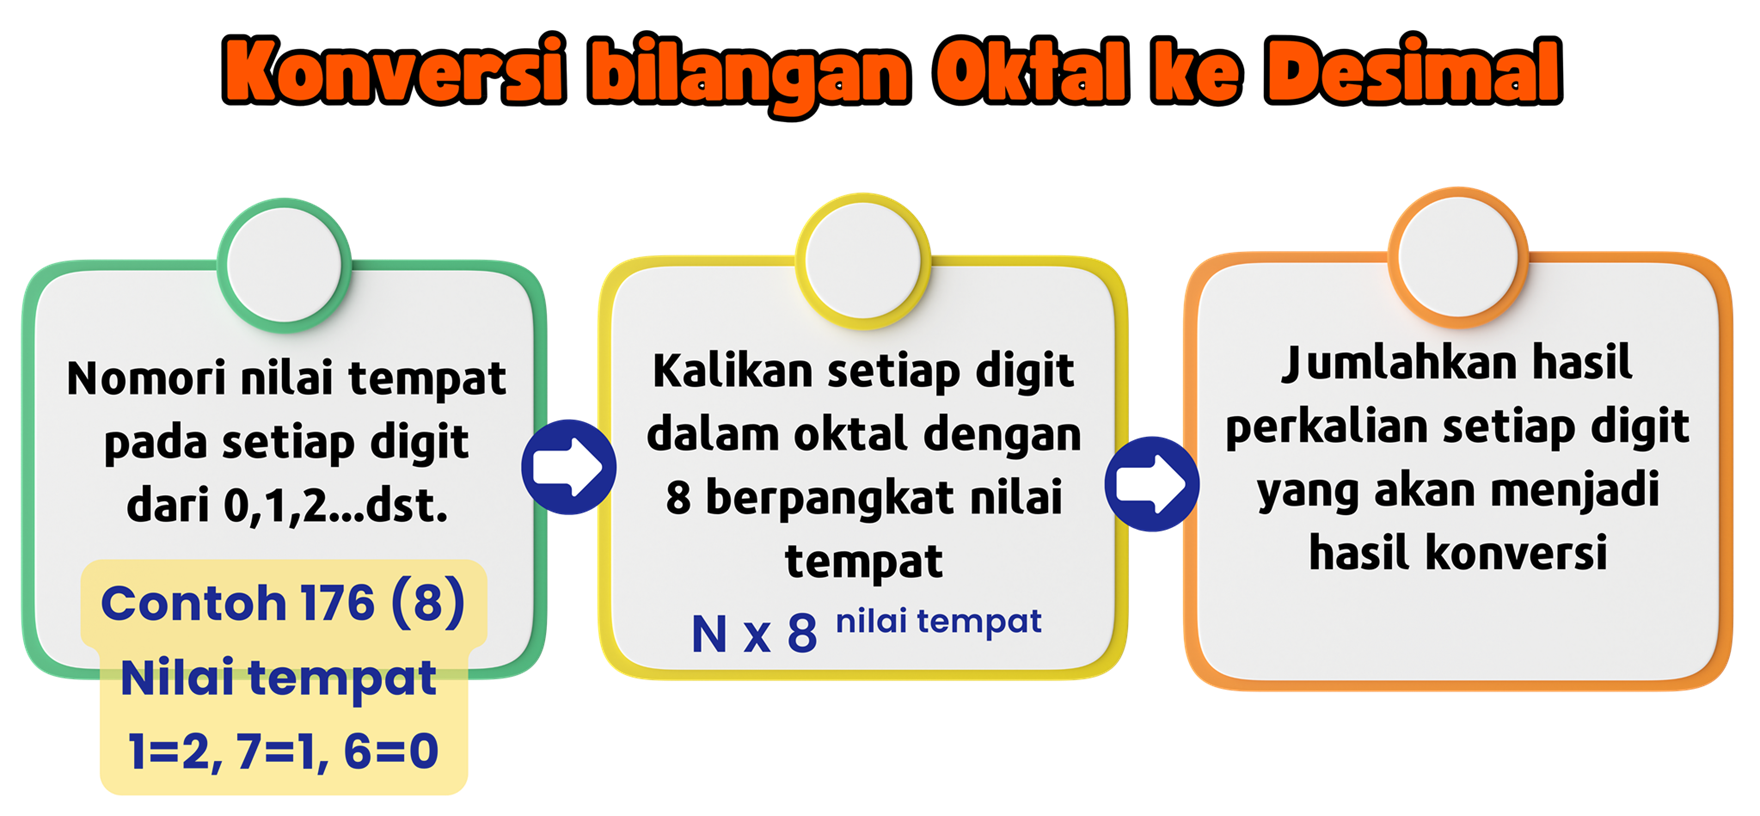 Konversi bilangan Oktal ke Desimal
Nomori nilai tempat
pada setiap digit
dari 0,1,2...dst.
Contoh 176 (8)
Nilai tempat
1=2, 7=1, 6=0
Kalikan setiap digit
dalam oktal dengan
8 berpangkat nilai
tempat
N x 8 nilai tempat
Jumlahkan hasil
perkalian setiap digit
yang akan menjadi
hasil konversi